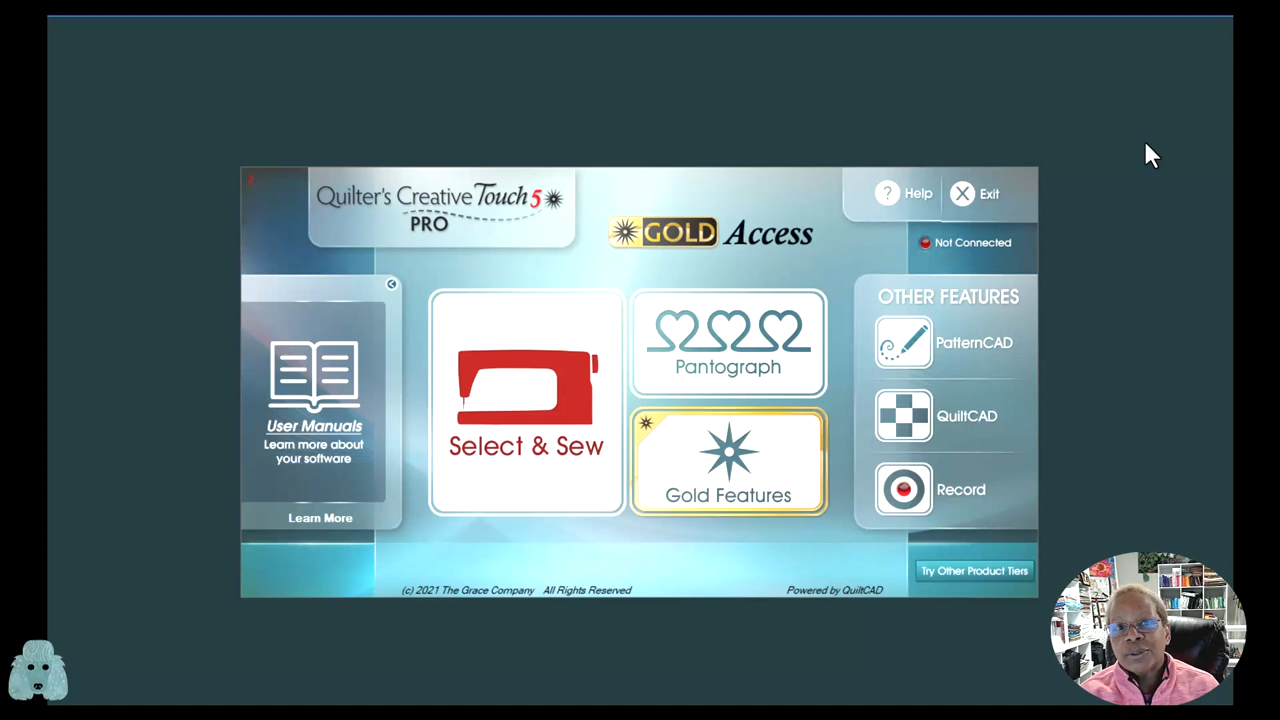 2
Quilter's Creative Touch 5
PRO
GOLD Access
? Help
Exit
Not Connected
User Manuals
Learn more about
your software
Learn More
Select & Sew
Pantograph
Gold Features
OTHER FEATURES
PatternCAD
QuiltCAD
Record
Try Other Product Tiers
(c) 2021 The Grace Company All Rights Reserved
Powered by QuiltCAD